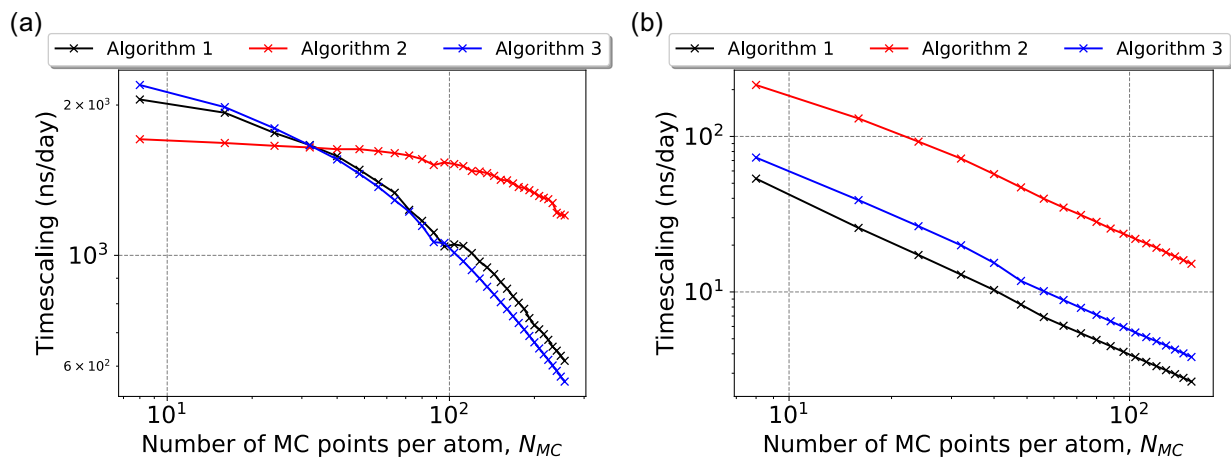 (a)
Algorithm 1 Algorithm 2 Algorithm 3
Timescaling (ns/day)
2 × 10³
10³
6 × 10²
10¹ 10²
Number of MC points per atom, N_MC
(b)
Algorithm 1 Algorithm 2 Algorithm 3
Timescaling (ns/day)
10²
10¹
10¹ 10²
Number of MC points per atom, N_MC